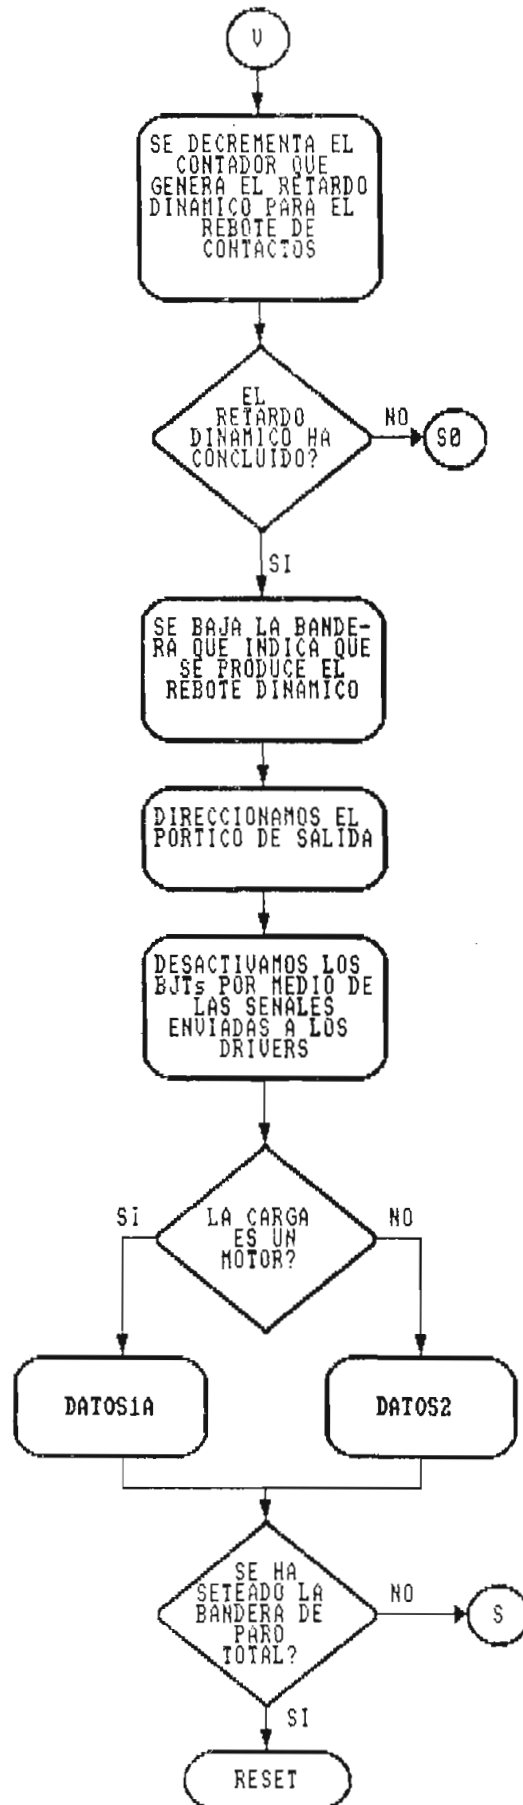 V
SE DECREMENTA EL
CONTADOR QUE
GENERA EL RETARDO
DINAMICO PARA EL
REBOTE DE
CONTACTOS
EL
RETARDO
DINAMICO HA
CONCLUIDO?
NO
S0
SI
SE BAJA LA BANDE-
RA QUE INDICA QUE
SE PRODUCE EL
REBOTE DINAMICO
DIRECCIONAMOS EL
PORTICO DE SALIDA
DESACTIVAMOS LOS
BJTs POR MEDIO DE
LAS SENALES
ENVIADAS A LOS
DRIVERS
SI
LA CARGA
ES UN
MOTOR?
NO
DATOS1A
DATOS2
SE HA
SETEADO LA
BANDERA DE
PARO
TOTAL?
NO
S
SI
RESET